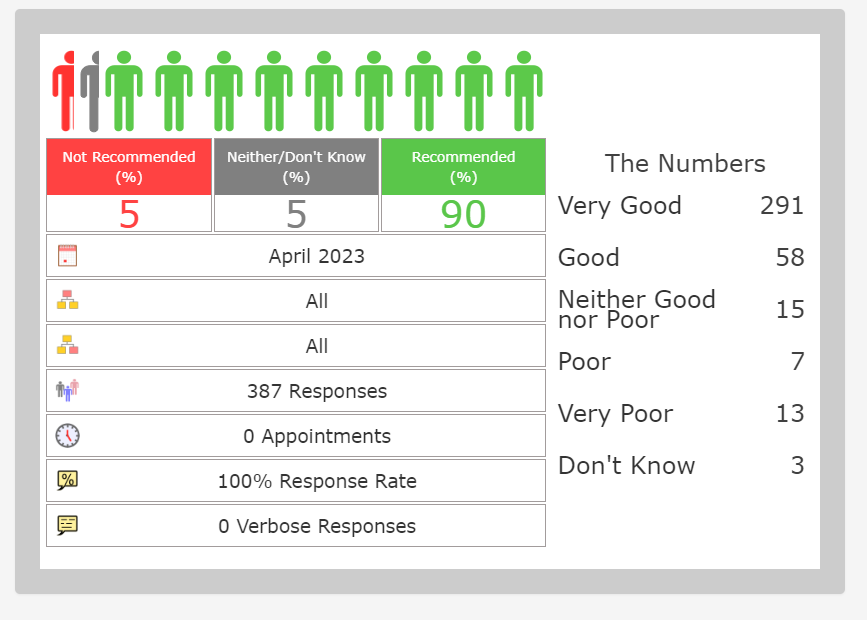 Not Recommended
(%)
Neither/Don't Know
(%)
Recommended
(%)
5
5
90
April 2023
All
All
387 Responses
0 Appointments
%
100% Response Rate
0 Verbose Responses
The Numbers
Very Good 291
Good 58
Neither Good
nor Poor 15
Poor 7
Very Poor 13
Don't Know 3